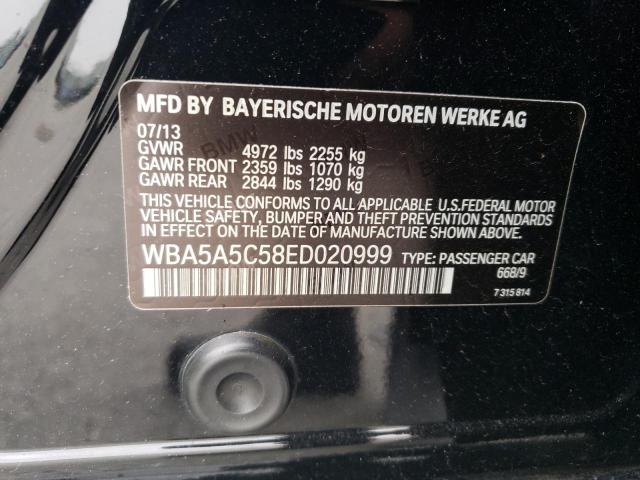 MFD BY BAYERISCHE MOTOREN WERKE AG
07/13
GVWR 4972 lbs 2255 kg
GAWR FRONT 2359 lbs 1070 kg
GAWR REAR 2844 lbs 1290 kg
THIS VEHICLE CONFORMS TO ALL APPLICABLE U.S.FEDERAL MOTOR
VEHICLE SAFETY, BUMPER AND THEFT PREVENTION STANDARDS
IN EFFECT ON THE DATE OF MANUFACTURE SHOWN ABOVE.
WBA5A5C58ED020999 TYPE: PASSENGER CAR
668/9
7 315 814
BMW